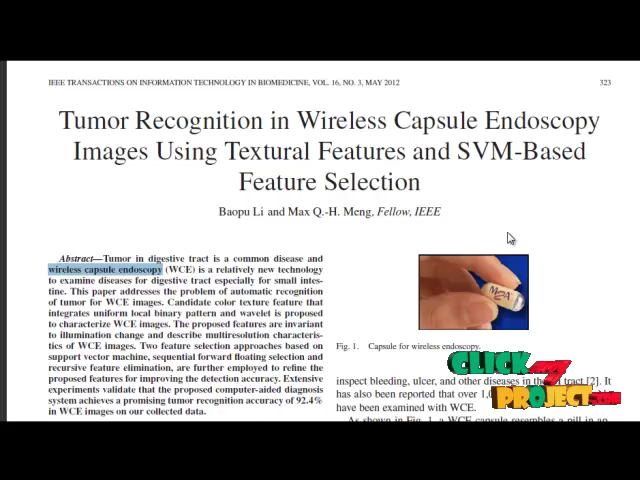 IEEE TRANSACTIONS ON INFORMATION TECHNOLOGY IN BIOMEDICINE, VOL. 16, NO. 3, MAY 2012 323
Tumor Recognition in Wireless Capsule Endoscopy
Images Using Textural Features and SVM-Based
Feature Selection
Baopu Li and Max Q.-H. Meng, Fellow, IEEE
Abstract—Tumor in digestive tract is a common disease and
wireless capsule endoscopy (WCE) is a relatively new technology
to examine diseases for digestive tract especially for small intes-
tine. This paper addresses the problem of automatic recognition
of tumor for WCE images. Candidate color texture feature that
integrates uniform local binary pattern and wavelet is proposed
to characterize WCE images. The proposed features are invariant
to illumination change and describe multiresolution characteris-
tics of WCE images. Two feature selection approaches based on
support vector machine, sequential forward floating selection and
recursive feature elimination, are further employed to refine the
proposed features for improving the detection accuracy. Extensive
experiments validate that the proposed computer-aided diagnosis
system achieves a promising tumor recognition accuracy of 92.4%
in WCE images on our collected data.
M2A
Fig. 1. Capsule for wireless endoscopy.
inspect bleeding, ulcer, and other diseases in the tract [2]. It
has also been reported that over
have been examined with WCE.
As shown in Fig. 1, a WCE capsule resembles a pill in an
CLICK
PROJECT.COM